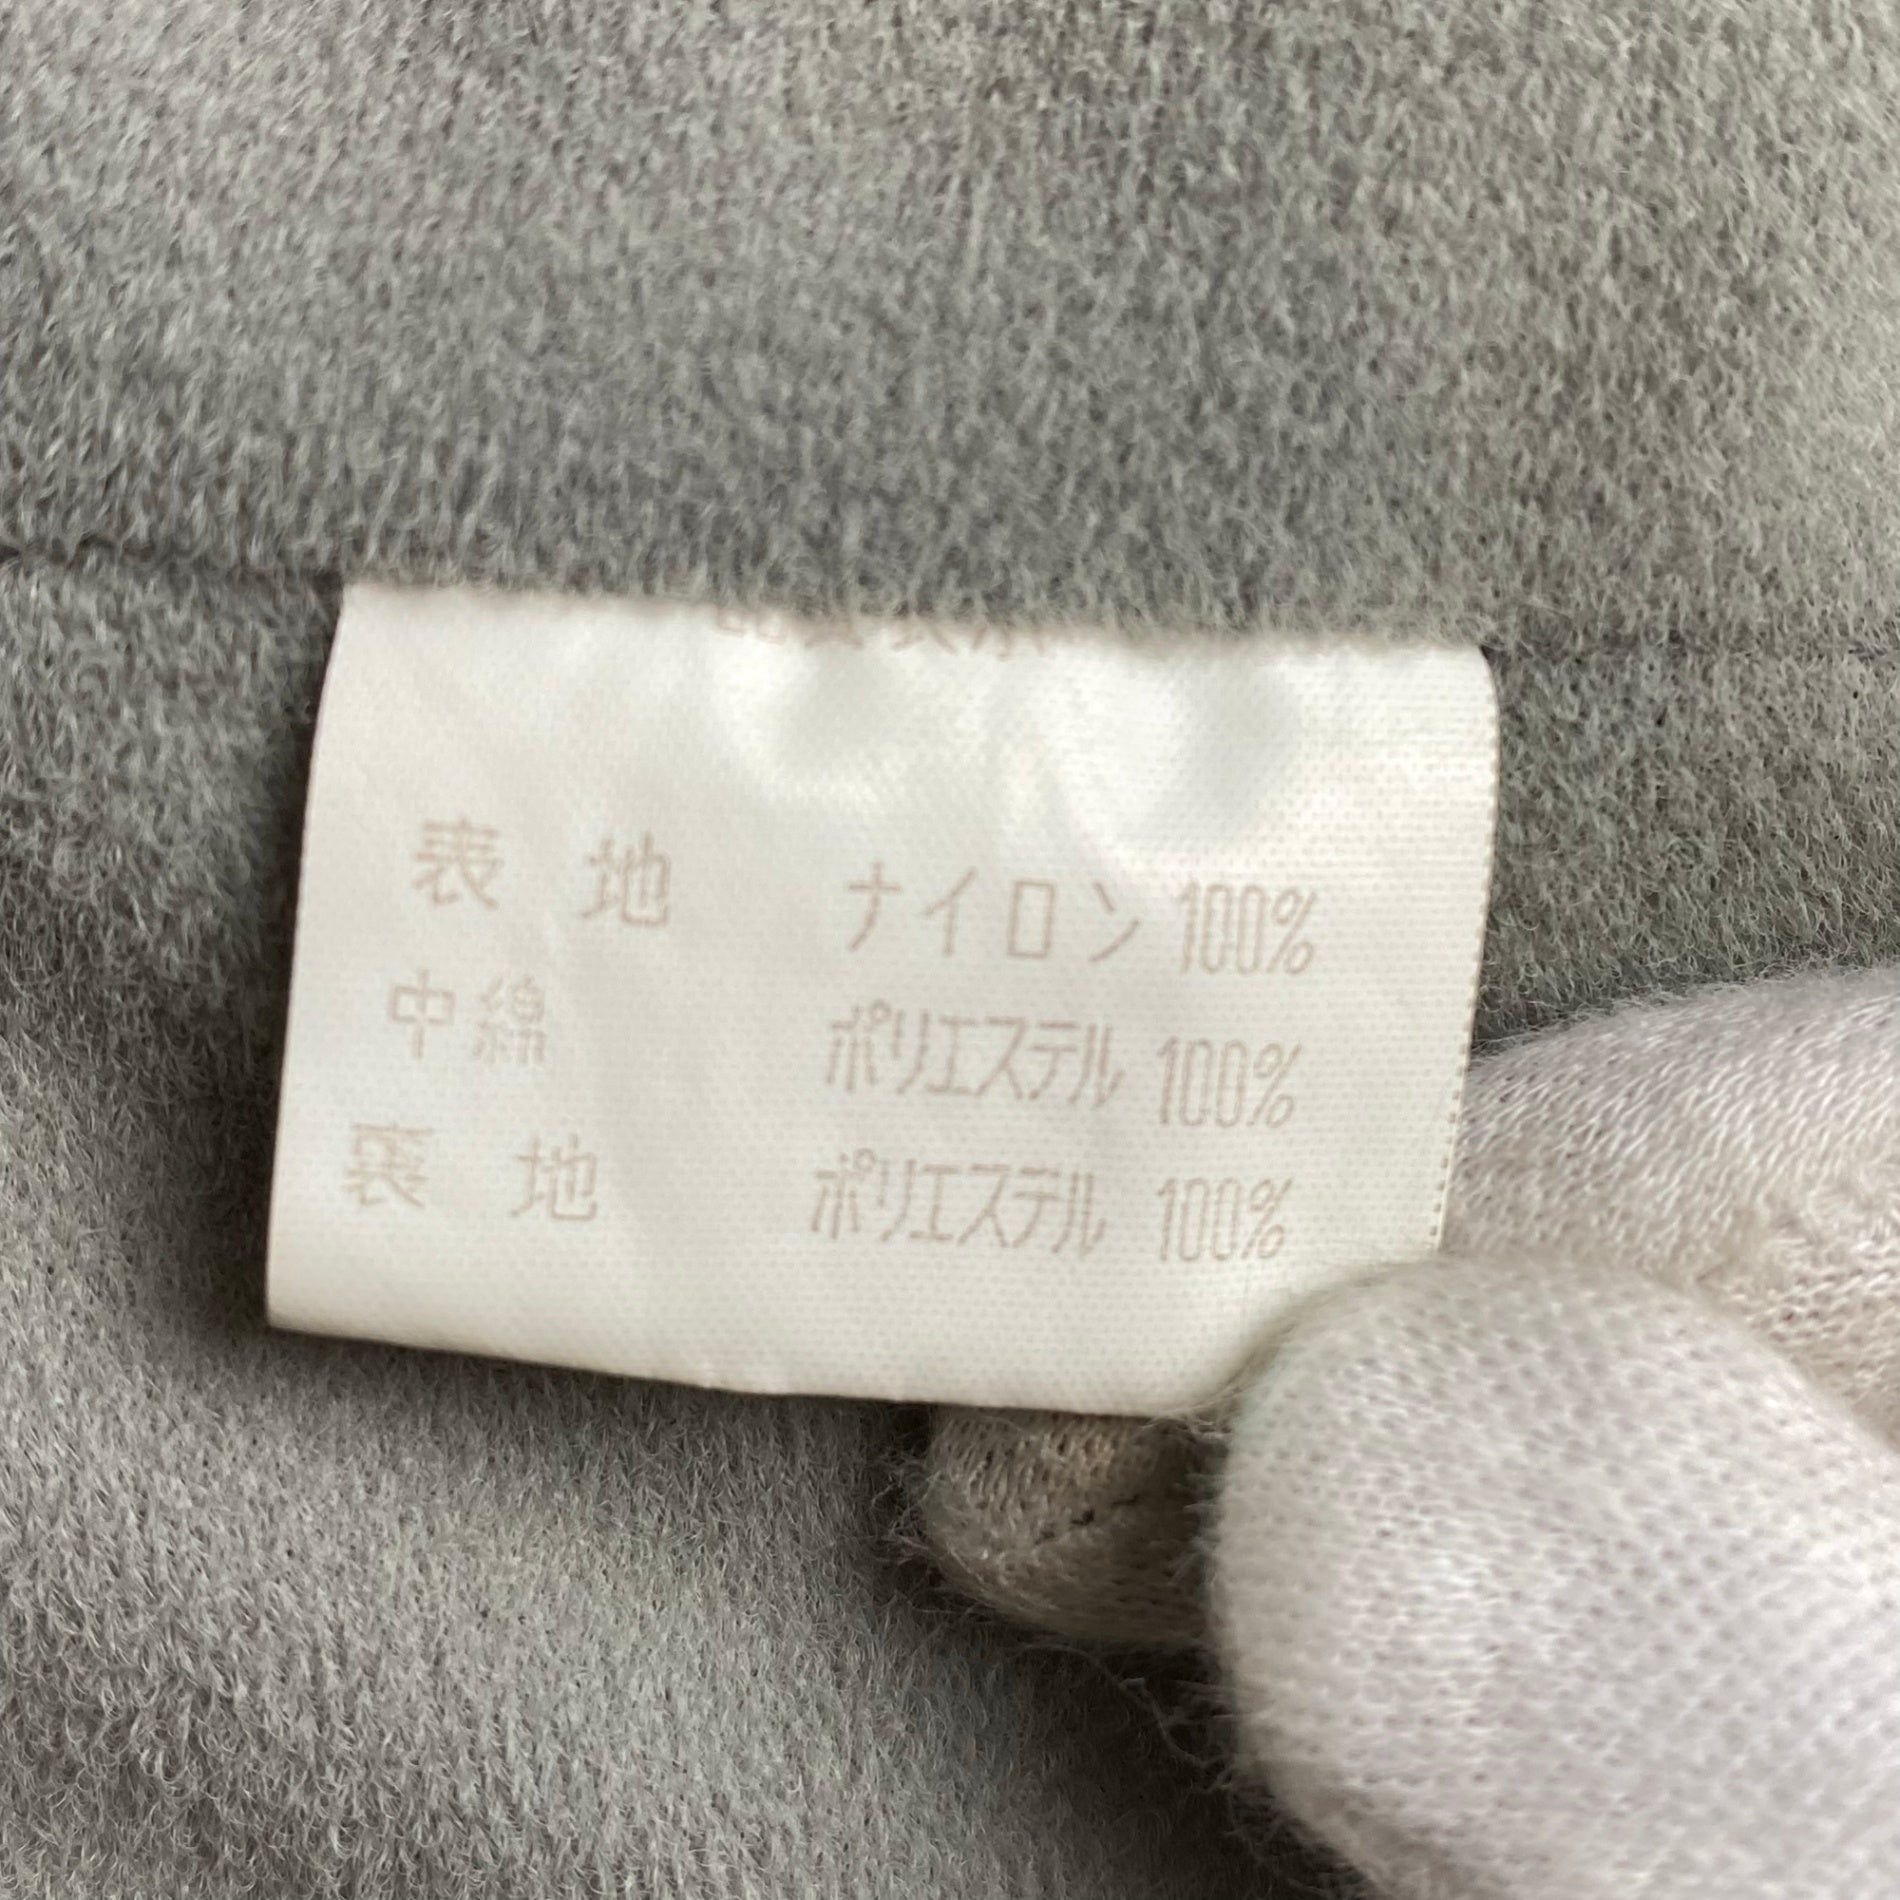 表地 ナイロン 100%
中綿 ポリエステル 100%
裏地 ポリエステル 100%